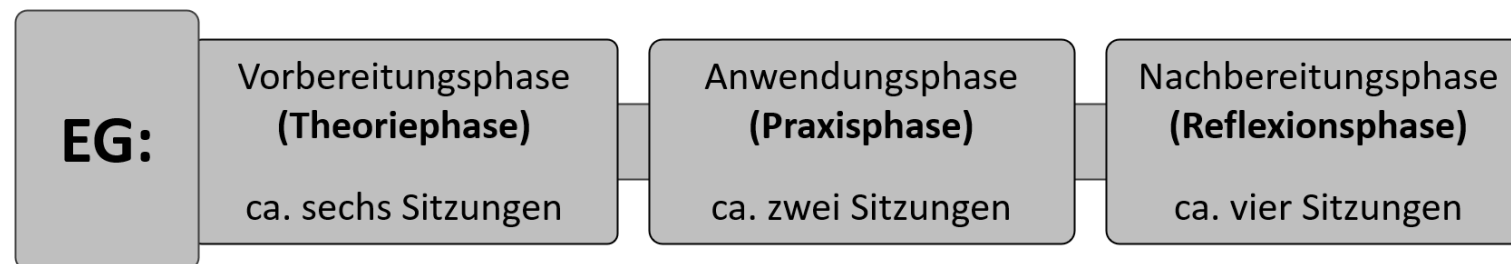 EG:
Vorbereitungsphase
(Theoriephase)
ca. sechs Sitzungen
Anwendungsphase
(Praxisphase)
ca. zwei Sitzungen
Nachbereitungsphase
(Reflexionsphase)
ca. vier Sitzungen